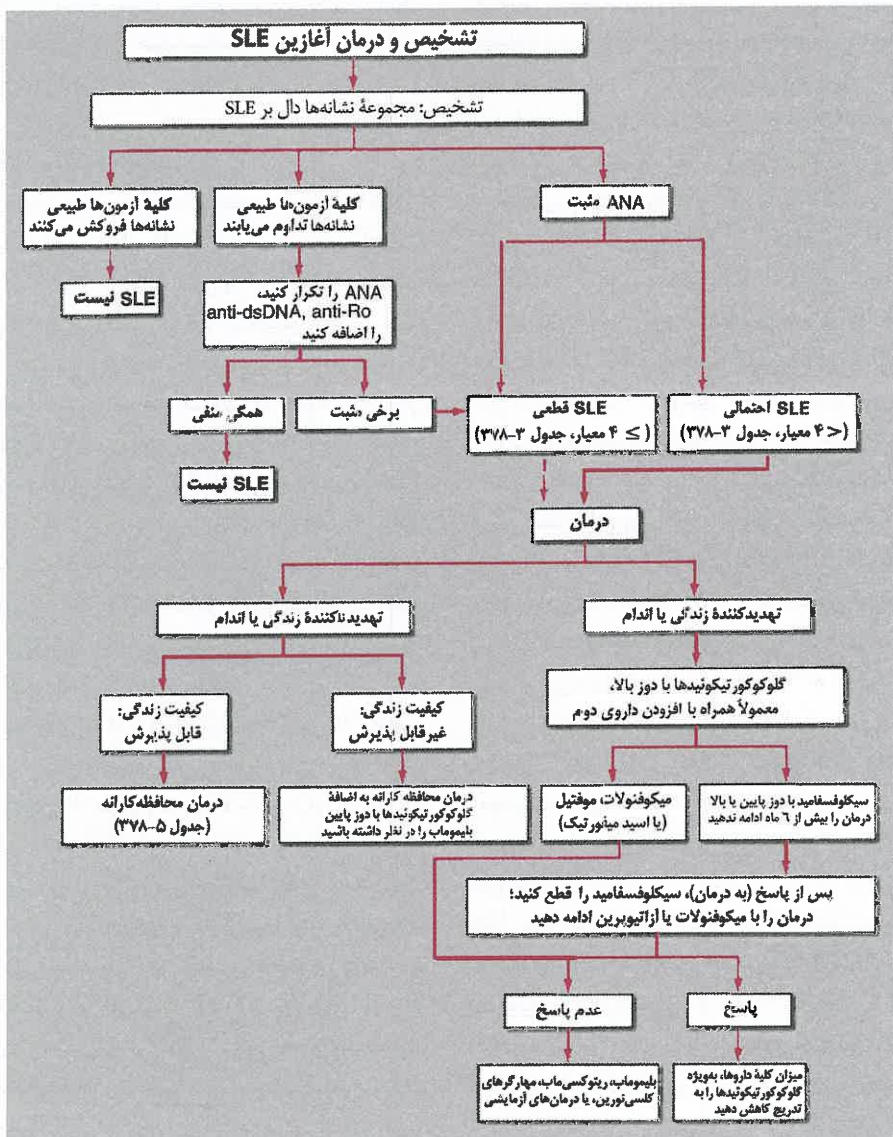 تشخیص و درمان آغازین SLE
تشخیص: مجموعهٔ نشانه‌ها دال بر SLE
ANA مثبت
کلیهٔ آزمون‌ها طبیعی
نشانه‌ها تداوم می‌یابند
کلیهٔ آزمون‌ها طبیعی
نشانه‌ها فروکش می‌کنند
SLE نیست
ANA را تکرار کنید،
anti-dsDNA, anti-Ro
را اضافه کنید
SLE احتمالی
(< ۴ معیار، جدول ۳–۳۷۸)
SLE قطعی
(≥ ۴ معیار، جدول ۳–۳۷۸)
برخی مثبت
همگی منفی
SLE نیست
درمان
تهدیدکنندهٔ زندگی یا اندام
تهدیدناکنندهٔ زندگی یا اندام
گلوکوکورتیکوئیدها با دوز بالا،
معمولاً همراه با افزودن داروی دوم
کیفیت زندگی:
غیرقابل پذیرش
کیفیت زندگی:
قابل پذیرش
سیکلوفسفامید با دوز پایین یا بالا
درمان را بیش از ٦ ماه ادامه ندهید
میکوفنولات موفتیل
(یا اسید میفورتیک)
درمان محافظه کارانه به اضافهٔ
گلوکوکورتیکوئیدها با دوز پایین
بلیموماب را در نظر داشته باشید
درمان محافظه‌کارانه
(جدول ۵–۳۷۸)
پس از پاسخ (به درمان)، سیکلوفسفامید را قطع کنید؛
درمان را با میکوفنولات یا آزاتیوپرین ادامه دهید
پاسخ
عدم پاسخ
میزان کلیهٔ داروها، به‌ویژه
گلوکوکورتیکوئیدها را به
تدریج کاهش دهید
بلیموماب، ریتوکسی‌ماب، مهارگرهای
کلسی‌نورین، یا درمان‌های آزمایشی